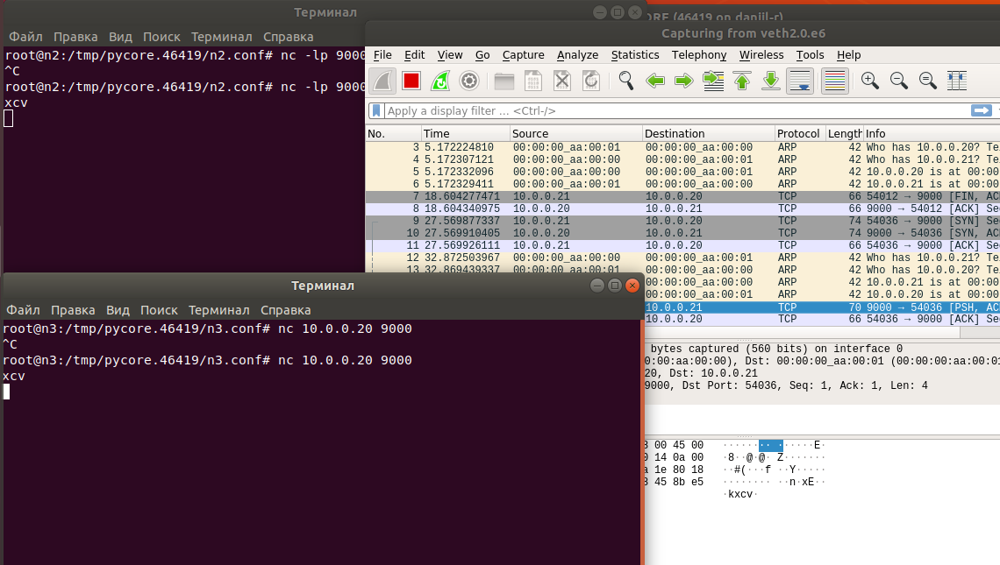 Терминал
Файл Правка Вид Поиск Терминал Справка
root@n2:/tmp/pycore.46419/n2.conf# nc -lp 9000
^C
root@n2:/tmp/pycore.46419/n2.conf# nc -lp 9000
xcv
ORE (46419 on daniil-r)
Capturing from veth2.0.e6
File Edit View Go Capture Analyze Statistics Telephony Wireless Tools Help
Apply a display filter … <Ctrl-/>
No. Time Source Destination Protocol Length Info
3 5.172224810 00:00:00_aa:00:01 00:00:00_aa:00:00 ARP 42 Who has 10.0.0.20? Te
4 5.172307121 00:00:00_aa:00:00 00:00:00_aa:00:01 ARP 42 Who has 10.0.0.21? Te
5 5.172332096 00:00:00_aa:00:00 00:00:00_aa:00:01 ARP 42 10.0.0.20 is at 00:00
6 5.172329411 00:00:00_aa:00:01 00:00:00_aa:00:00 ARP 42 10.0.0.21 is at 00:00
7 18.604277471 10.0.0.21 10.0.0.20 TCP 66 54012 → 9000 [FIN, AC
8 18.604340975 10.0.0.20 10.0.0.21 TCP 66 9000 → 54012 [ACK] Se
9 27.569877337 10.0.0.21 10.0.0.20 TCP 74 54036 → 9000 [SYN] Se
10 27.569910405 10.0.0.20 10.0.0.21 TCP 74 9000 → 54036 [SYN, AC
11 27.569926111 10.0.0.21 10.0.0.20 TCP 66 54036 → 9000 [ACK] Se
12 32.872503967 00:00:00_aa:00:00 00:00:00_aa:00:01 ARP 42 Who has 10.0.0.21? Te
13 32.869439337 00:00:00_aa:00:01 00:00:00_aa:00:00 ARP 42 Who has 10.0.0.20? Te
00:00:00_aa:00:00 ARP 42 10.0.0.21 is at 00:00
00:00:00_aa:00:01 ARP 42 10.0.0.20 is at 00:00
10.0.0.21 TCP 70 9000 → 54036 [PSH, AC
10.0.0.20 TCP 66 54036 → 9000 [ACK] Se
Терминал
Файл Правка Вид Поиск Терминал Справка
root@n3:/tmp/pycore.46419/n3.conf# nc 10.0.0.20 9000
^C
root@n3:/tmp/pycore.46419/n3.conf# nc 10.0.0.20 9000
xcv
bytes captured (560 bits) on interface 0
0:00:aa:00:00), Dst: 00:00:00_aa:00:01 (00:00:00:aa:00:01
20, Dst: 10.0.0.21
9000, Dst Port: 54036, Seq: 1, Ack: 1, Len: 4
00 45 00 ········ ·····E·
14 0a 00 ·8··@·@· Z·······
1e 80 18 ··#(···f ··Y·····
45 8b e5 ········ ··n·xE··
·kxcv·